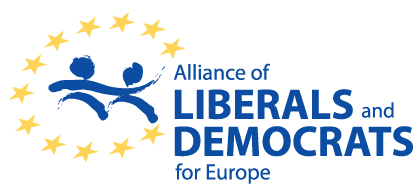 Alliance of
LIBERALS and
DEMOCRATS
for Europe